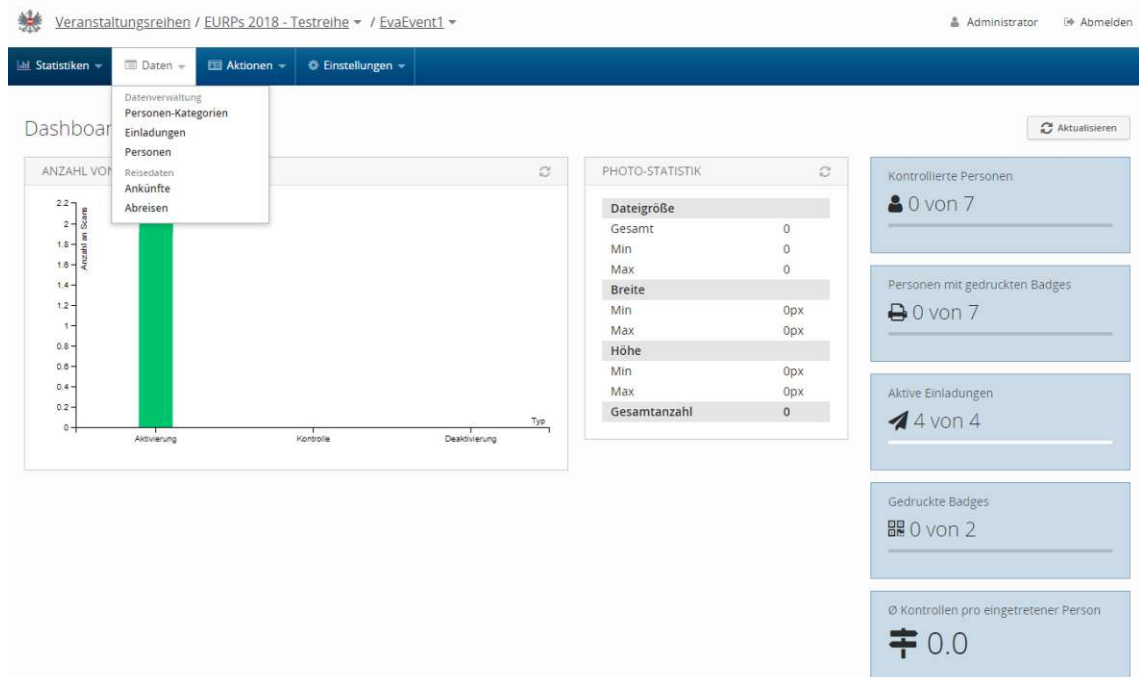 Veranstaltungsreihen / EURPs 2018 - Testreihe / EvaEvent1
Administrator Abmelden
Statistiken Daten Aktionen Einstellungen
Datenverwaltung
Personen-Kategorien
Einladungen
Personen
Reisedaten
Ankünfte
Abreisen
Dashboar
Aktualisieren
ANZAHL VON
2.2
2
1.8
1.6
1.4
1.2
1
0.8
0.6
0.4
0.2
0
Anzahl an Scans
Typ
Aktivierung Kontrolle Deaktivierung
PHOTO-STATISTIK
Dateigröße
Gesamt 0
Min 0
Max 0
Breite
Min 0px
Max 0px
Höhe
Min 0px
Max 0px
Gesamtanzahl 0
Kontrollierte Personen
0 von 7
Personen mit gedruckten Badges
0 von 7
Aktive Einladungen
4 von 4
Gedruckte Badges
0 von 2
Ø Kontrollen pro eingetretener Person
0.0